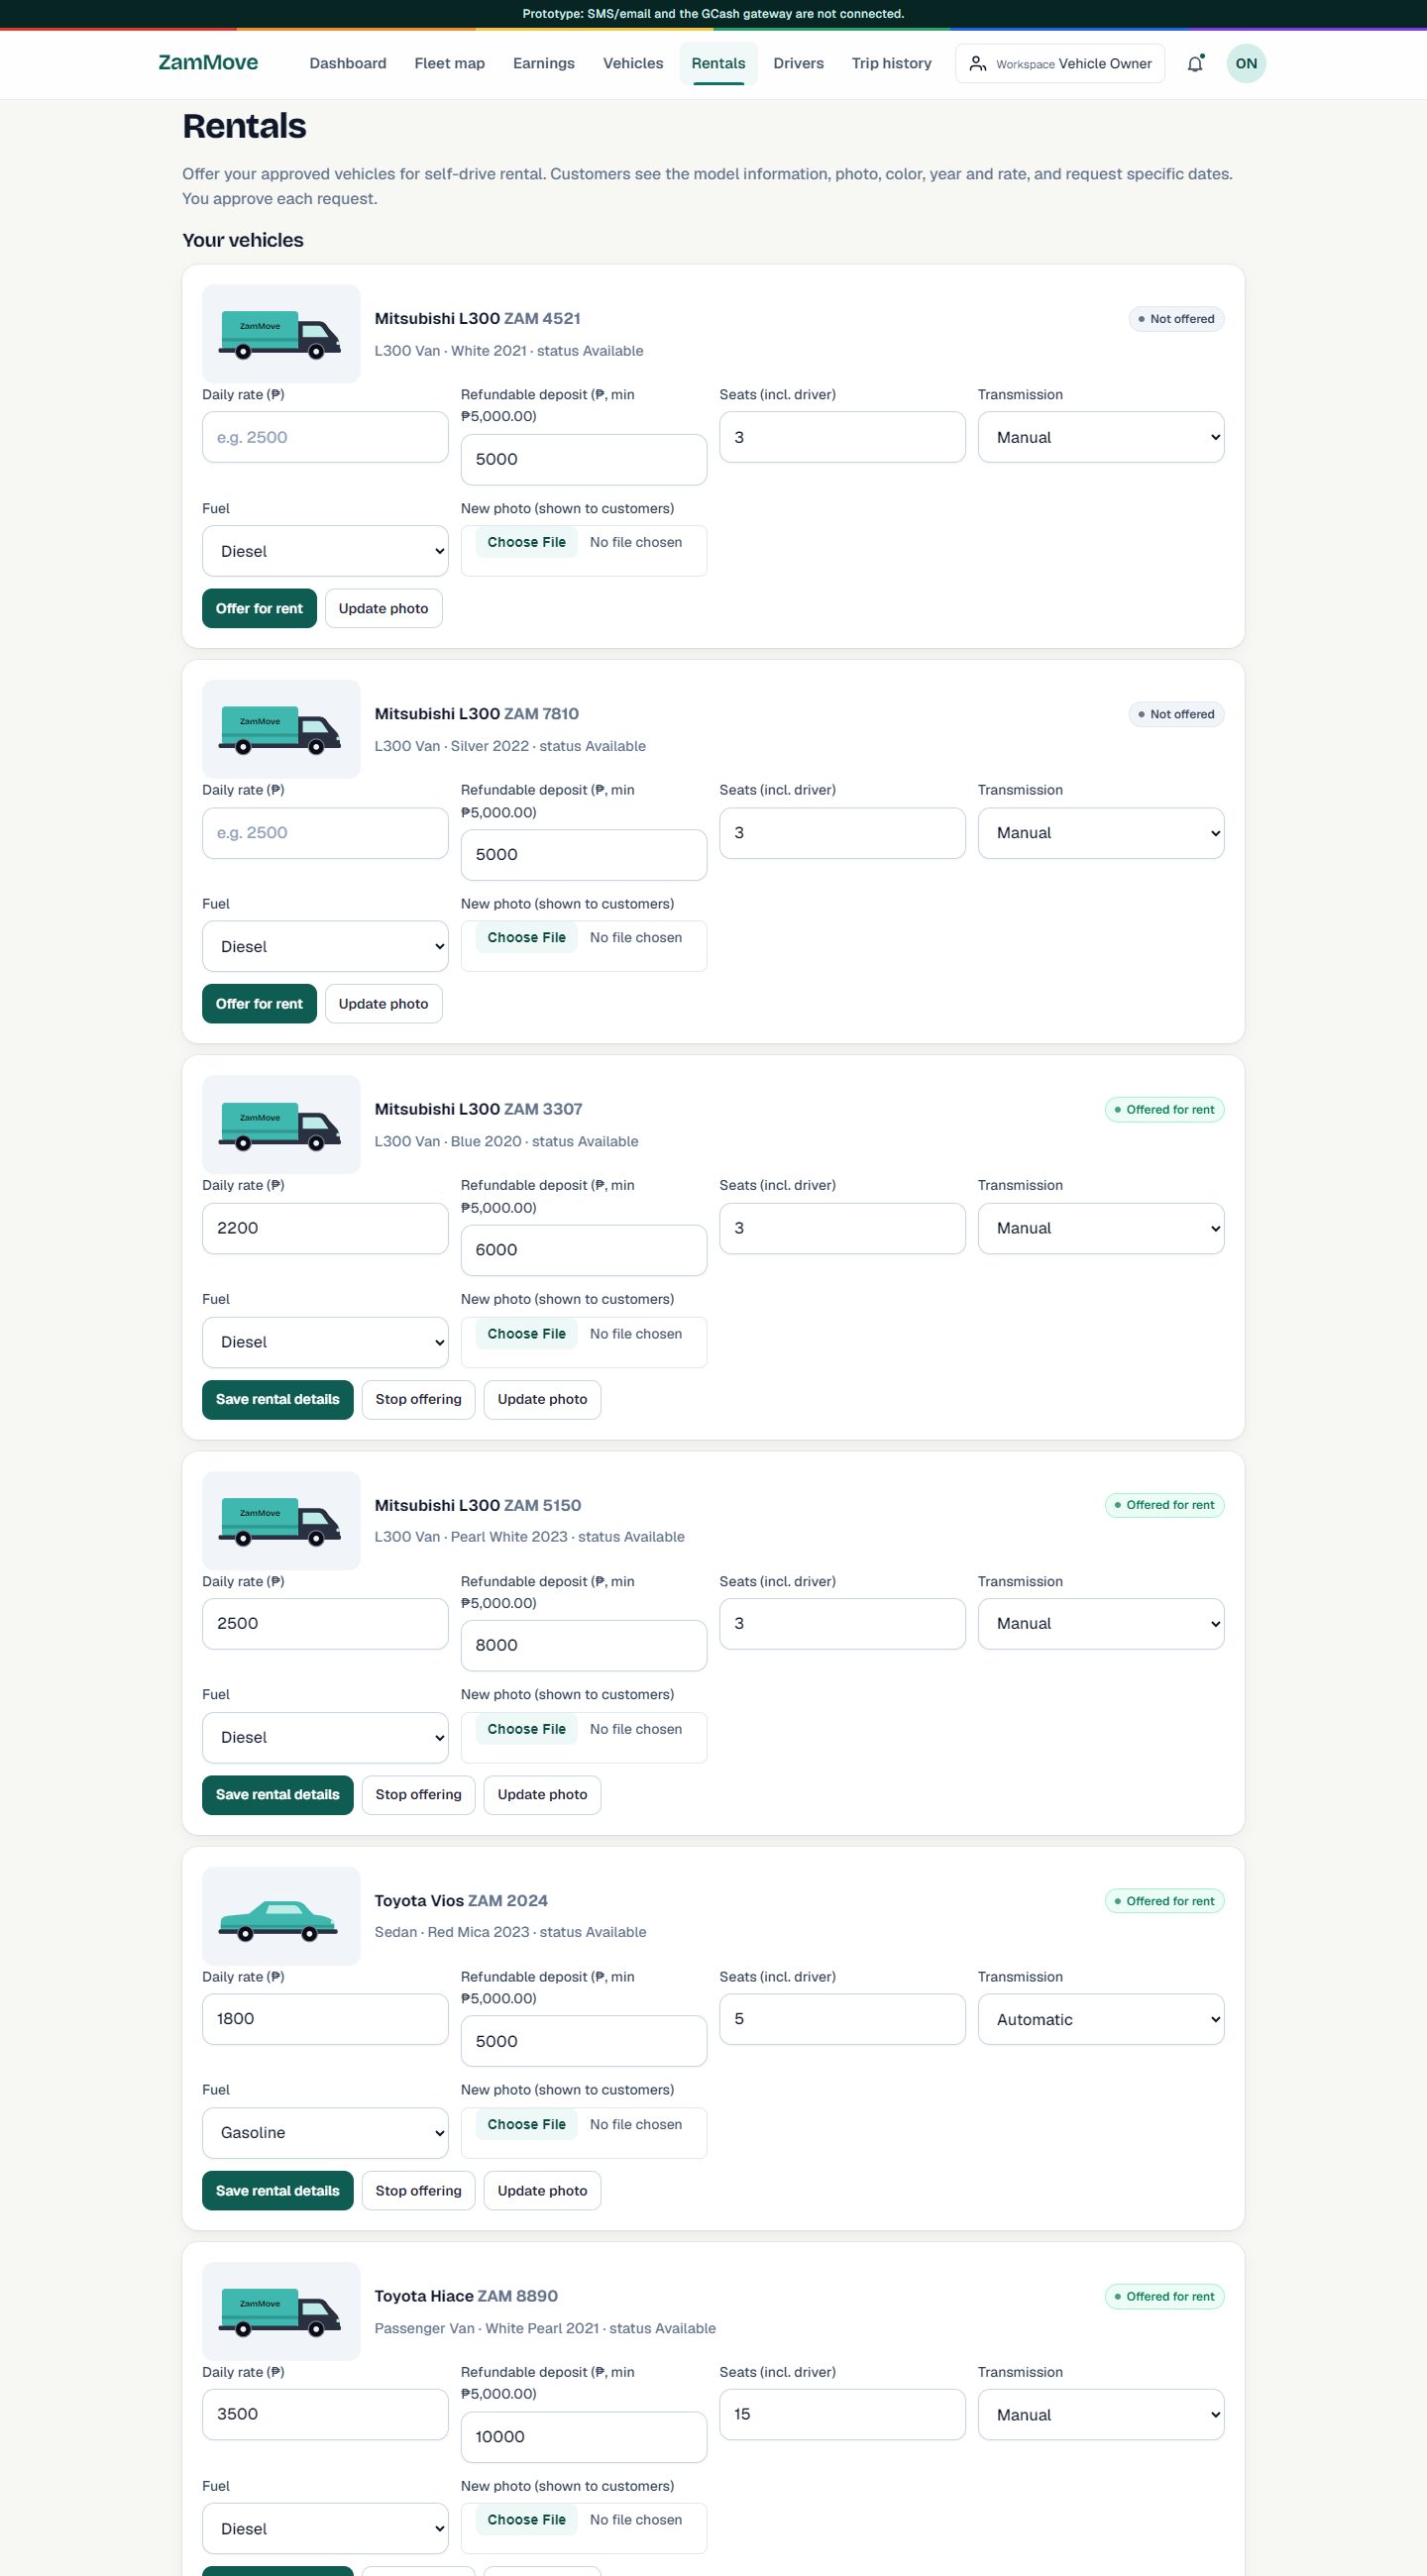 Prototype: SMS/email and the GCash gateway are not connected.
ZamMove
Dashboard
Fleet map
Earnings
Vehicles
Rentals
Drivers
Trip history
Workspace Vehicle Owner
ON
Rentals
Offer your approved vehicles for self-drive rental. Customers see the model information, photo, color, year and rate, and request specific dates.
You approve each request.
Your vehicles
ZamMove
Mitsubishi L300 ZAM 4521
Not offered
L300 Van · White 2021 · status Available
Daily rate (₱)
Refundable deposit (₱, min
₱5,000.00)
Seats (incl. driver)
Transmission
e.g. 2500
5000
3
Manual
Fuel
New photo (shown to customers)
Diesel
Choose File No file chosen
Offer for rent
Update photo
ZamMove
Mitsubishi L300 ZAM 7810
Not offered
L300 Van · Silver 2022 · status Available
Daily rate (₱)
Refundable deposit (₱, min
₱5,000.00)
Seats (incl. driver)
Transmission
e.g. 2500
5000
3
Manual
Fuel
New photo (shown to customers)
Diesel
Choose File No file chosen
Offer for rent
Update photo
ZamMove
Mitsubishi L300 ZAM 3307
Offered for rent
L300 Van · Blue 2020 · status Available
Daily rate (₱)
Refundable deposit (₱, min
₱5,000.00)
Seats (incl. driver)
Transmission
2200
6000
3
Manual
Fuel
New photo (shown to customers)
Diesel
Choose File No file chosen
Save rental details
Stop offering
Update photo
ZamMove
Mitsubishi L300 ZAM 5150
Offered for rent
L300 Van · Pearl White 2023 · status Available
Daily rate (₱)
Refundable deposit (₱, min
₱5,000.00)
Seats (incl. driver)
Transmission
2500
8000
3
Manual
Fuel
New photo (shown to customers)
Diesel
Choose File No file chosen
Save rental details
Stop offering
Update photo
Toyota Vios ZAM 2024
Offered for rent
Sedan · Red Mica 2023 · status Available
Daily rate (₱)
Refundable deposit (₱, min
₱5,000.00)
Seats (incl. driver)
Transmission
1800
5000
5
Automatic
Fuel
New photo (shown to customers)
Gasoline
Choose File No file chosen
Save rental details
Stop offering
Update photo
ZamMove
Toyota Hiace ZAM 8890
Offered for rent
Passenger Van · White Pearl 2021 · status Available
Daily rate (₱)
Refundable deposit (₱, min
₱5,000.00)
Seats (incl. driver)
Transmission
3500
10000
15
Manual
Fuel
New photo (shown to customers)
Diesel
Choose File No file chosen